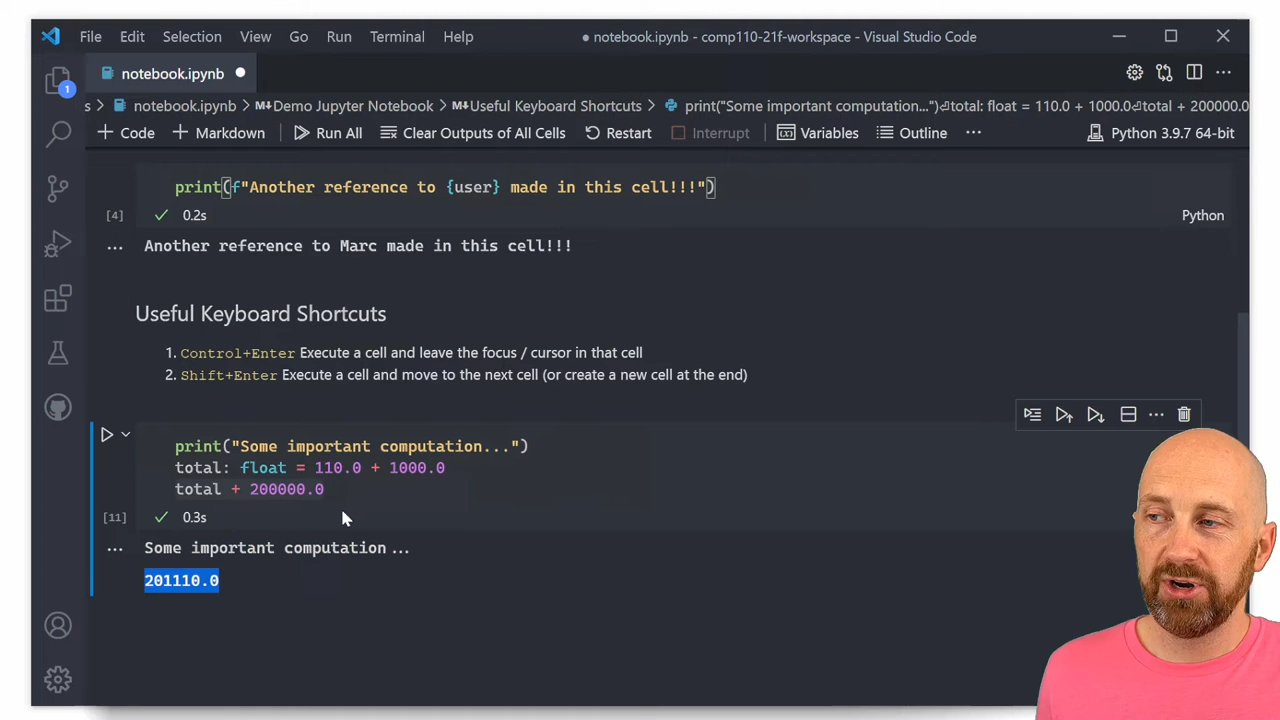 File Edit Selection View Go Run Terminal Help ● notebook.ipynb - comp110-21f-workspace - Visual Studio Code
1
notebook.ipynb ●
s > notebook.ipynb > M↓Demo Jupyter Notebook > M↓Useful Keyboard Shortcuts > print("Some important computation...")⏎total: float = 110.0 + 1000.0⏎total + 200000.0
+ Code + Markdown Run All Clear Outputs of All Cells Restart Interrupt (x) Variables Outline ... Python 3.9.7 64-bit
print(f"Another reference to {user} made in this cell!!!")
[4] ✓ 0.2s Python
... Another reference to Marc made in this cell!!!
Useful Keyboard Shortcuts
1. Control+Enter Execute a cell and leave the focus / cursor in that cell
2. Shift+Enter Execute a cell and move to the next cell (or create a new cell at the end)
print("Some important computation...")
total: float = 110.0 + 1000.0
total + 200000.0
[11] ✓ 0.3s
... Some important computation...
201110.0